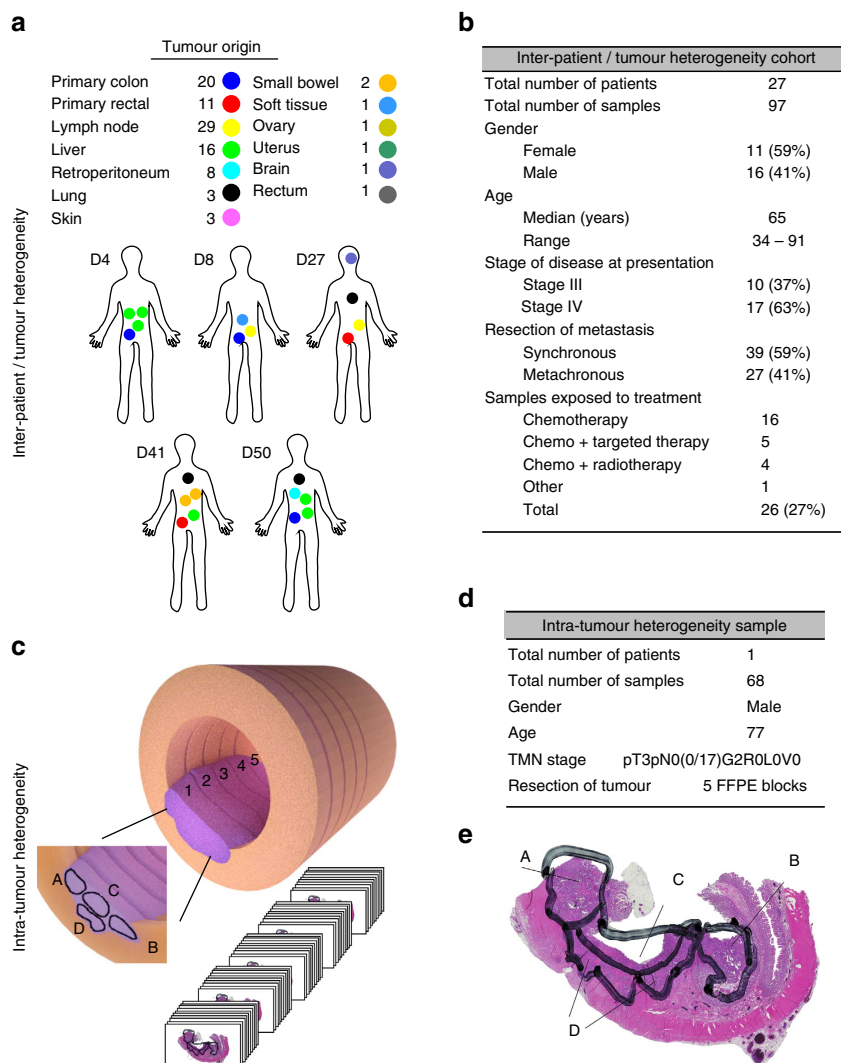 a
Tumour origin
Primary colon 20
Primary rectal 11
Lymph node 29
Liver 16
Retroperitoneum 8
Lung 3
Skin 3
Small bowel 2
Soft tissue 1
Ovary 1
Uterus 1
Brain 1
Rectum 1
Inter-patient / tumour heterogeneity
D4
D8
D27
D41
D50
b
Inter-patient / tumour heterogeneity cohort
Total number of patients 27
Total number of samples 97
Gender
Female 11 (59%)
Male 16 (41%)
Age
Median (years) 65
Range 34 – 91
Stage of disease at presentation
Stage III 10 (37%)
Stage IV 17 (63%)
Resection of metastasis
Synchronous 39 (59%)
Metachronous 27 (41%)
Samples exposed to treatment
Chemotherapy 16
Chemo + targeted therapy 5
Chemo + radiotherapy 4
Other 1
Total 26 (27%)
c
Intra-tumour heterogeneity
1 2 3 4 5
A
C
D
B
d
Intra-tumour heterogeneity sample
Total number of patients 1
Total number of samples 68
Gender Male
Age 77
TMN stage pT3pN0(0/17)G2R0L0V0
Resection of tumour 5 FFPE blocks
e
A
B
C
D